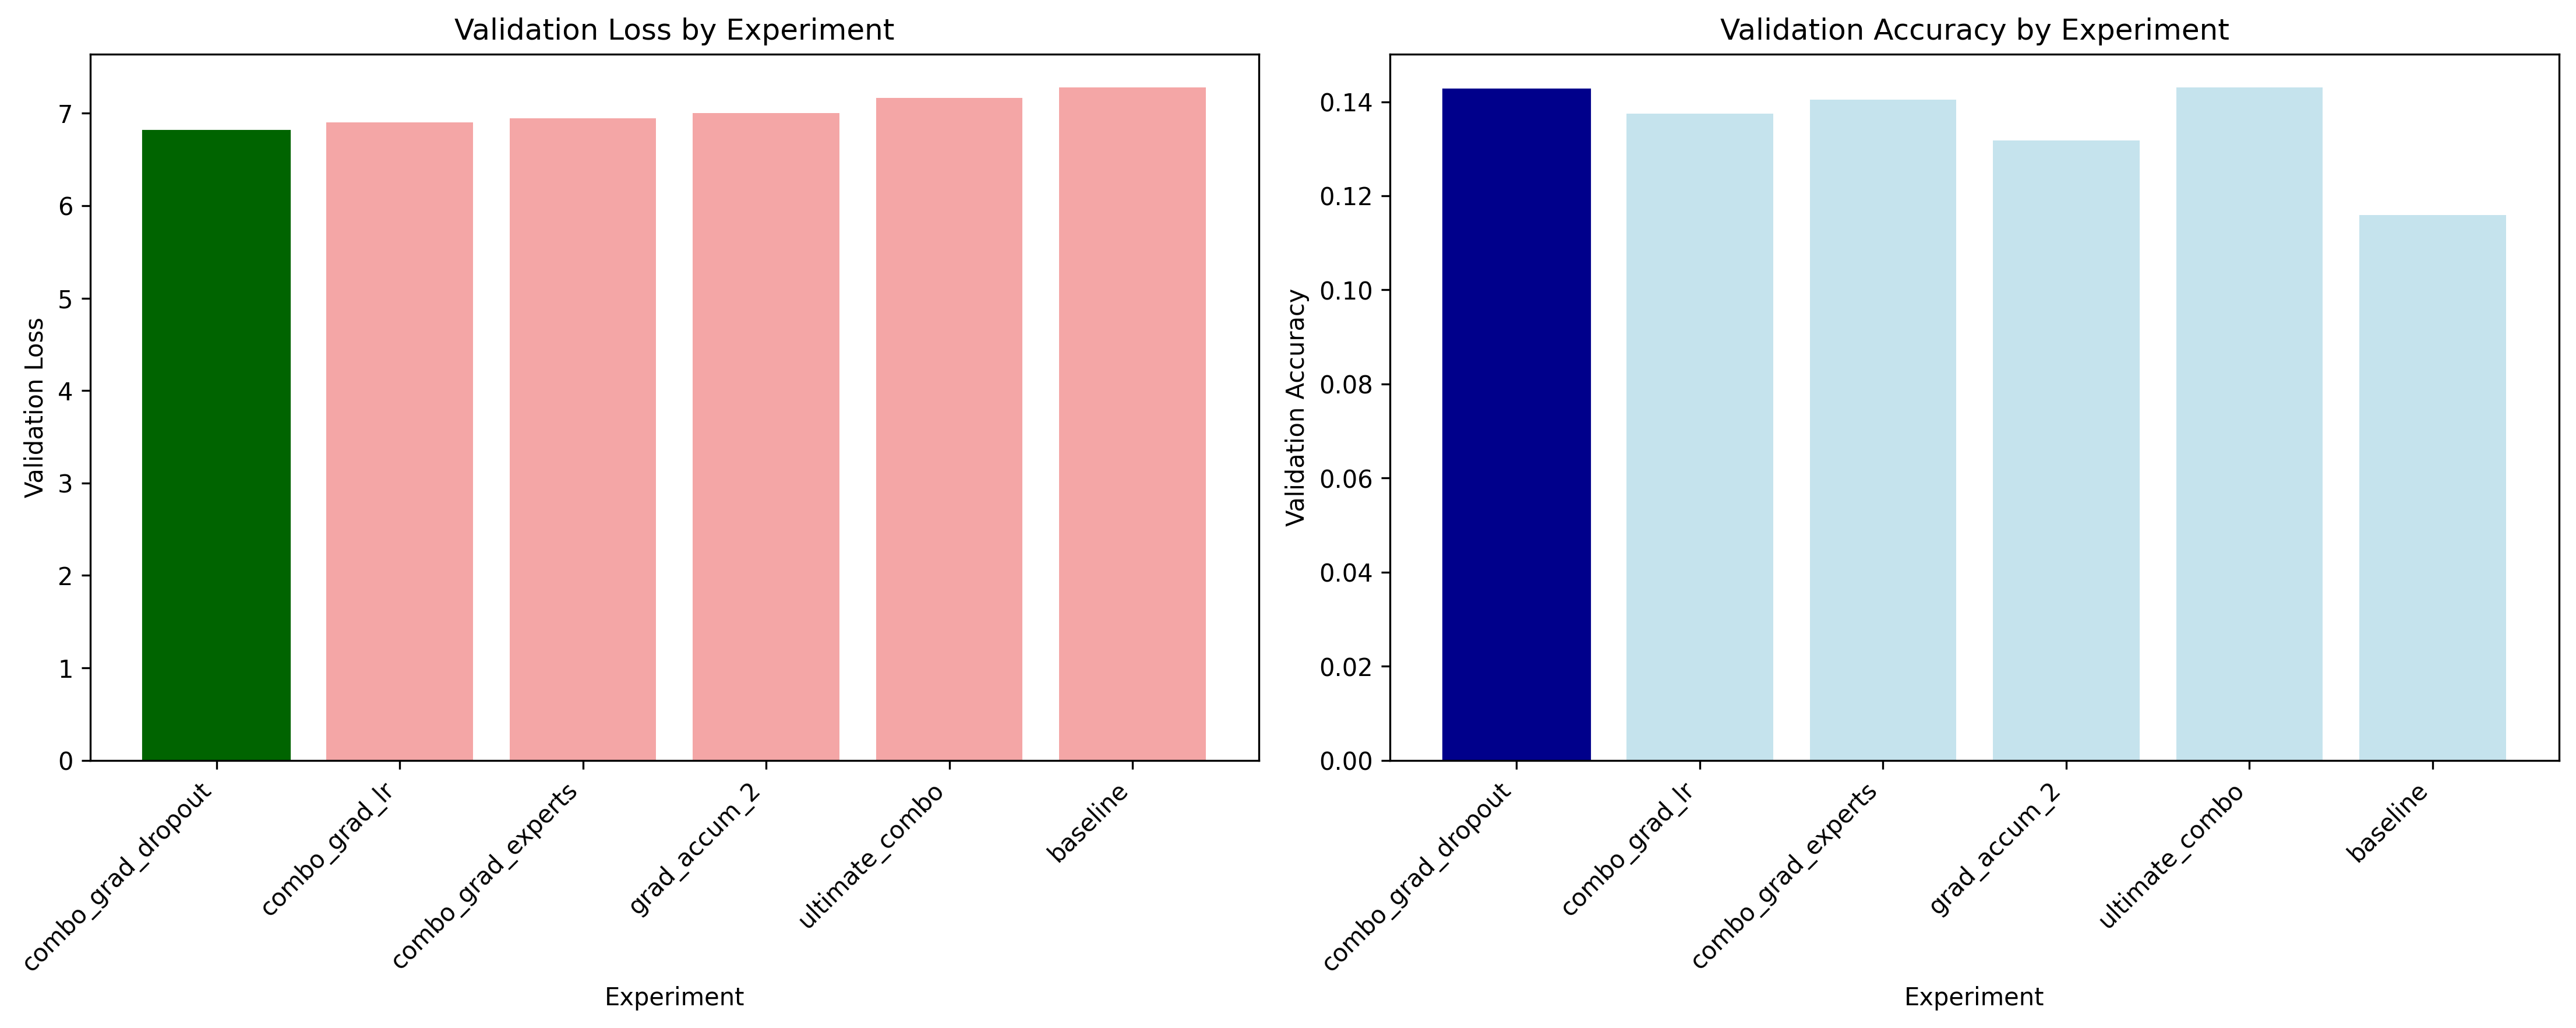 Validation Loss by Experiment
Validation Loss
7
6
5
4
3
2
1
0
combo_grad_dropout
combo_grad_lr
combo_grad_experts
grad_accum_2
ultimate_combo
baseline
Experiment
Validation Accuracy by Experiment
Validation Accuracy
0.14
0.12
0.10
0.08
0.06
0.04
0.02
0.00
combo_grad_dropout
combo_grad_lr
combo_grad_experts
grad_accum_2
ultimate_combo
baseline
Experiment